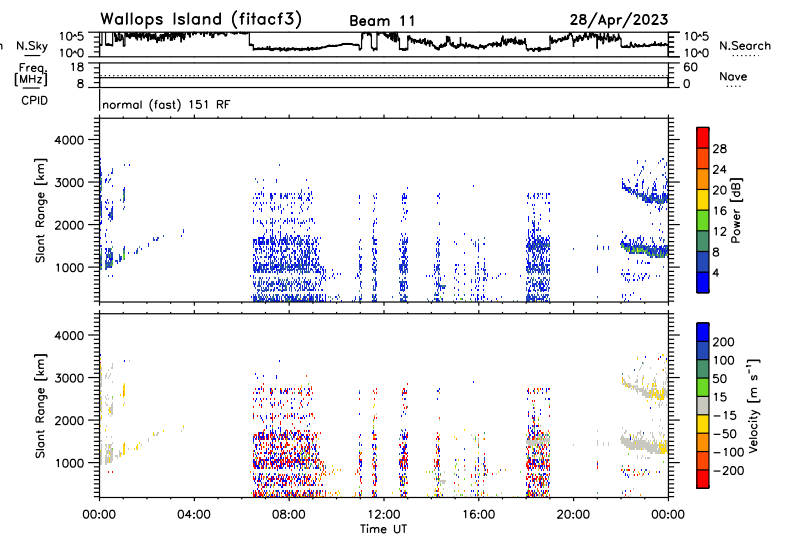 Wallops Island (fitacf3) Beam 11 28/Apr/2023
n N.Sky 10^5 10^0 10^5 10^0 N.Search
Freq. [MHz] 18 8 60 0 Nave
CPID normal (fast) 151 RF
Slant Range [km] 4000 3000 2000 1000
28 24 20 16 12 8 4 Power [dB]
Slant Range [km] 4000 3000 2000 1000
200 100 50 15 −15 −50 −100 −200 Velocity [m s⁻¹]
00:00 04:00 08:00 12:00 16:00 20:00 00:00
Time UT